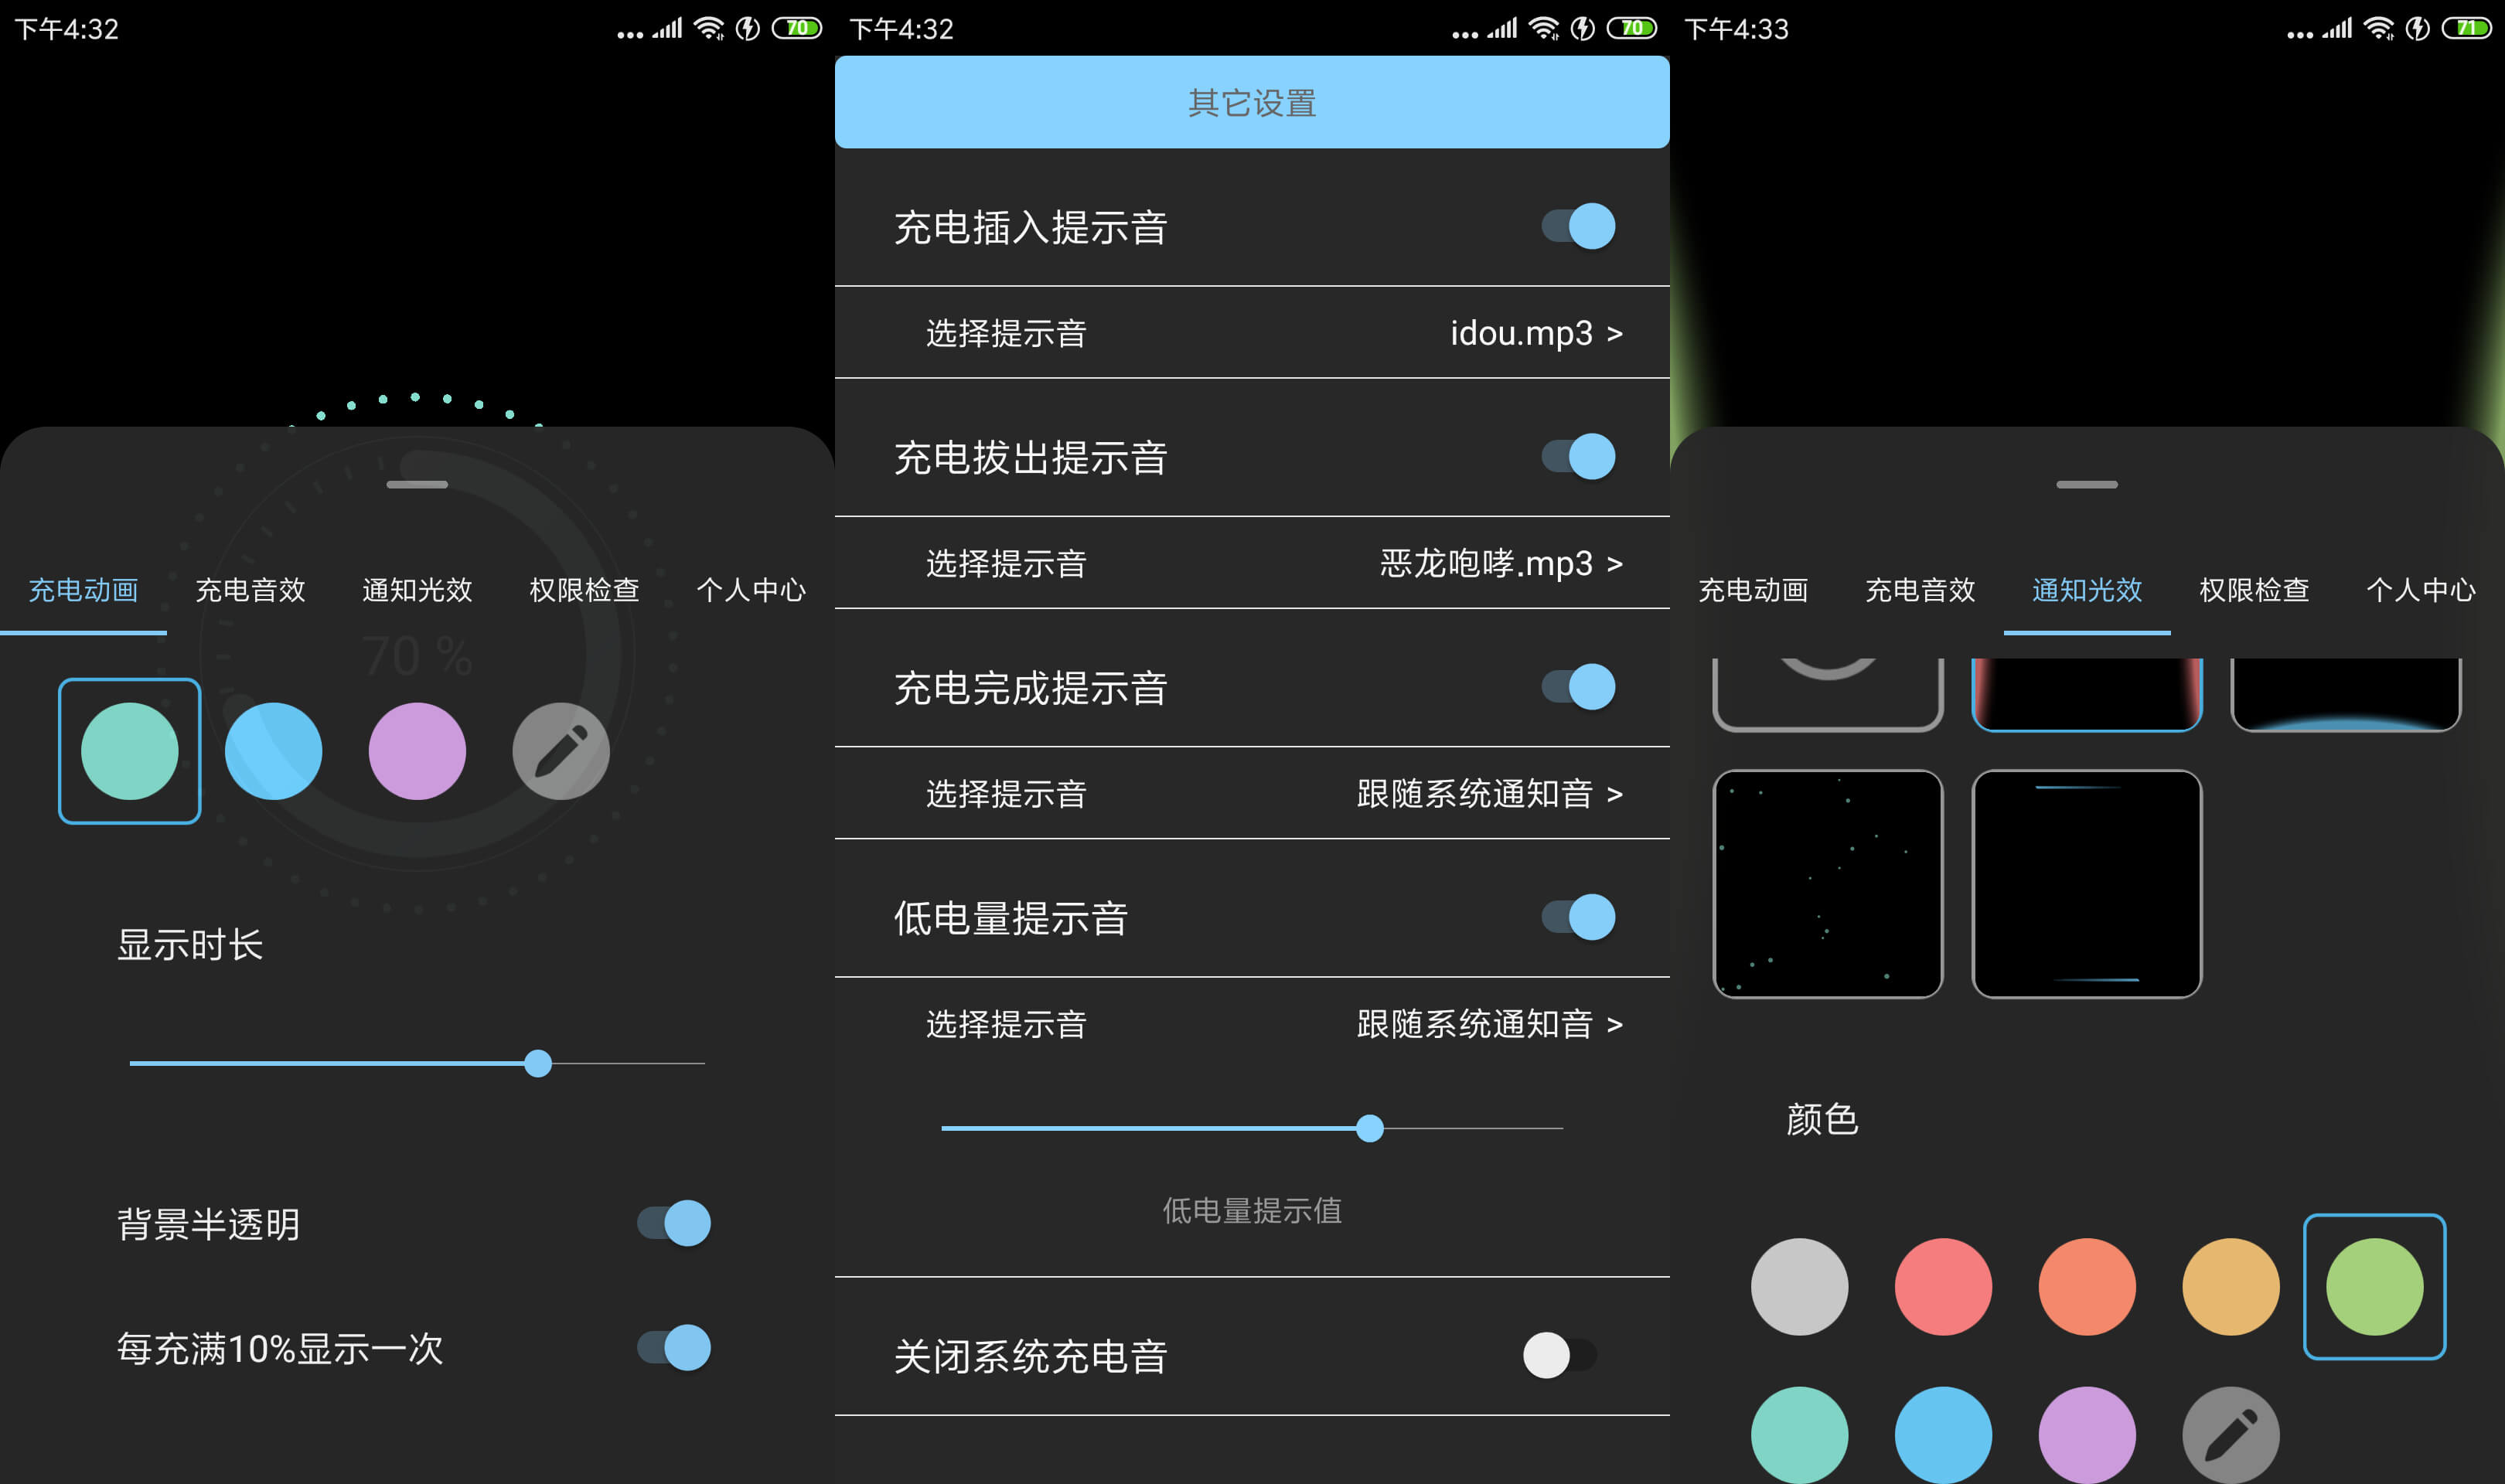 下午4:32
70
充电动画 充电音效 通知光效 权限检查 个人中心
70 %
显示时长
背景半透明
每充满10%显示一次
下午4:32
70
其它设置
充电插入提示音
选择提示音 idou.mp3 >
充电拔出提示音
选择提示音 恶龙咆哮.mp3 >
充电完成提示音
选择提示音 跟随系统通知音 >
低电量提示音
选择提示音 跟随系统通知音 >
低电量提示值
关闭系统充电音
下午4:33
71
充电动画 充电音效 通知光效 权限检查 个人中心
颜色